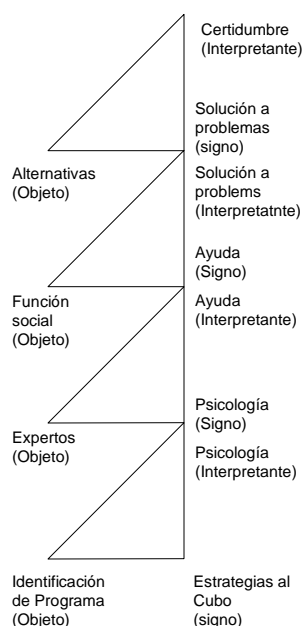 Certidumbre
(Interpretante)
Solución a
problemas
(signo)
Alternativas
(Objeto)
Solución a
problems
(Interpretatnte)
Ayuda
(Signo)
Función
social
(Objeto)
Ayuda
(Interpretante)
Psicología
(Signo)
Expertos
(Objeto)
Psicología
(Interpretante)
Identificación
de Programa
(Objeto)
Estrategias al
Cubo
(signo)